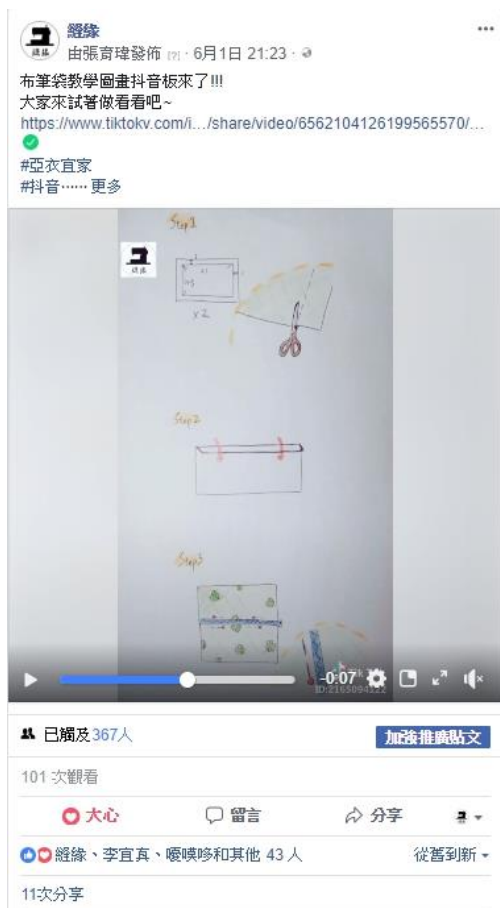 縫緣
由張育瑋發佈 [?] · 6月1日 21:23 ·
布筆袋教學圖畫抖音板來了!!!
大家來試著做看看吧~
https://www.tiktokv.com/i…/share/video/6562104126199565570/…
#亞衣宜家
#抖音…… 更多
Step1
x2
Step2
Step3
-0:07
ID:2165094122
已觸及367人
加強推廣貼文
101 次觀看
大心
留言
分享
縫緣、李宜真、嚘嘆哆和其他 43 人
從舊到新
11次分享